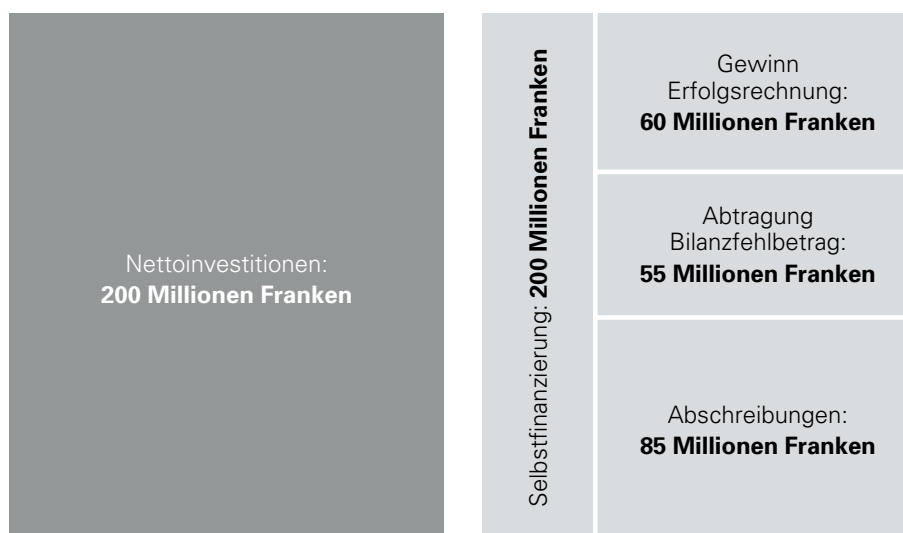 Nettoinvestitionen:
200 Millionen Franken
Selbstfinanzierung: 200 Millionen Franken
Gewinn
Erfolgsrechnung:
60 Millionen Franken
Abtragung
Bilanzfehlbetrag:
55 Millionen Franken
Abschreibungen:
85 Millionen Franken